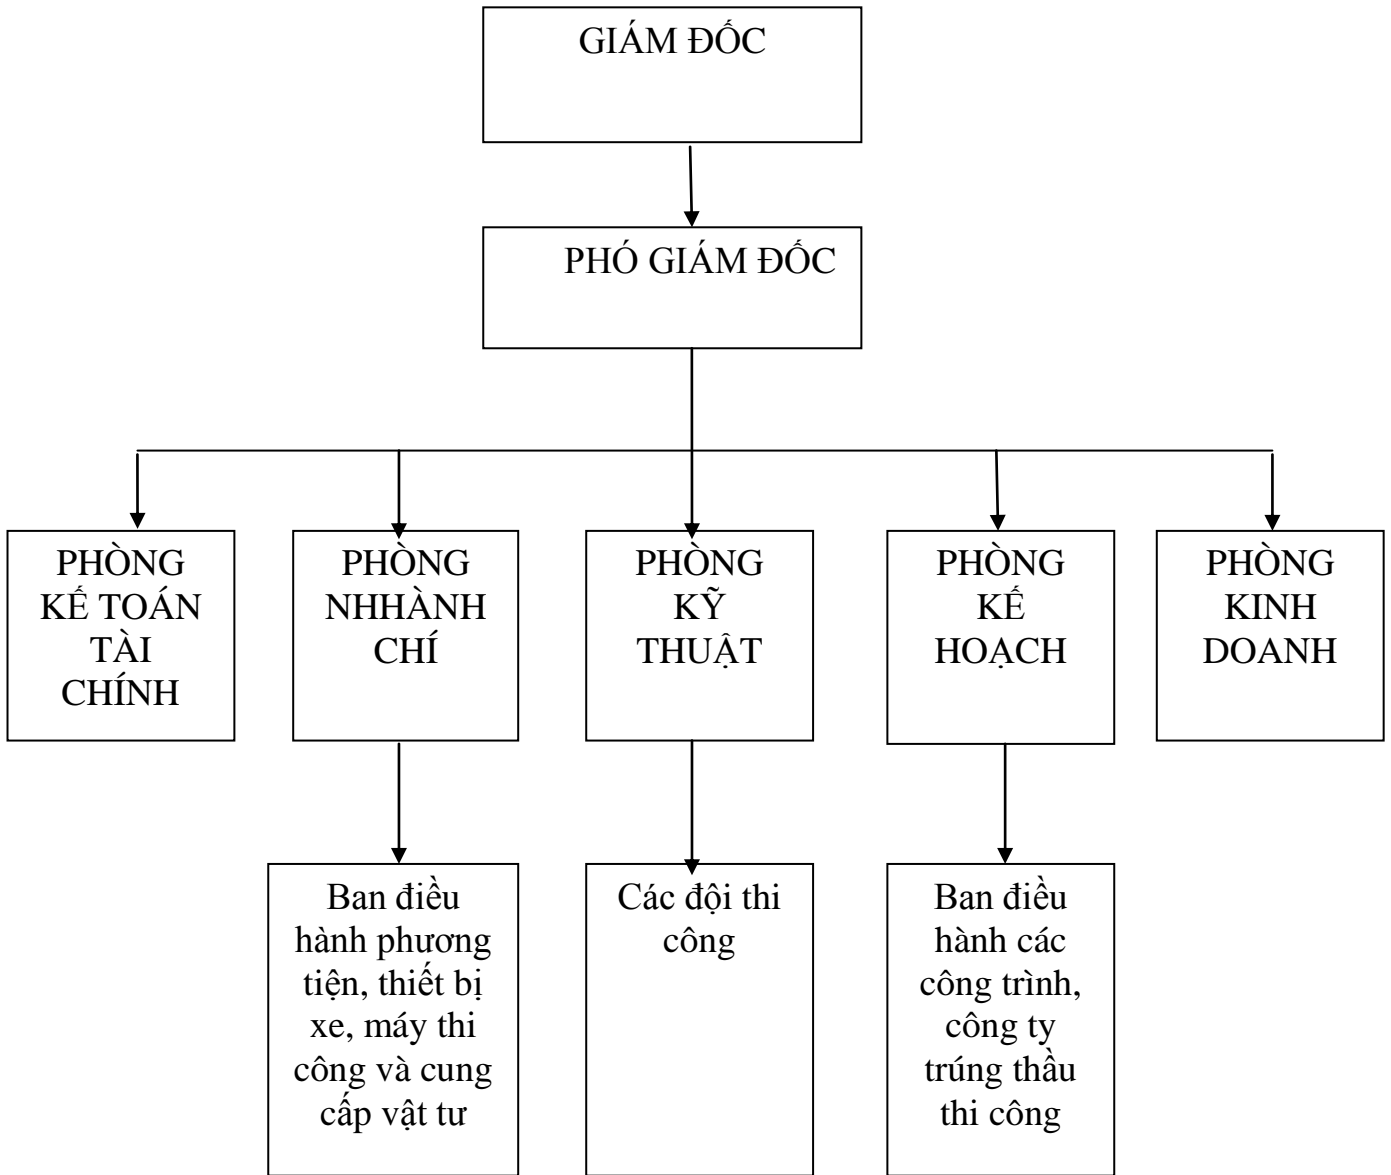 GIÁM ĐỐC
PHÓ GIÁM ĐỐC
PHÒNG
KẾ TOÁN
TÀI
CHÍNH
PHÒNG
NHHÀNH
CHÍ
PHÒNG
KỸ
THUẬT
PHÒNG
KẾ
HOẠCH
PHÒNG
KINH
DOANH
Ban điều
hành phương
tiện, thiết bị
xe, máy thi
công và cung
cấp vật tư
Các đội thi
công
Ban điều
hành các
công trình,
công ty
trúng thầu
thi công